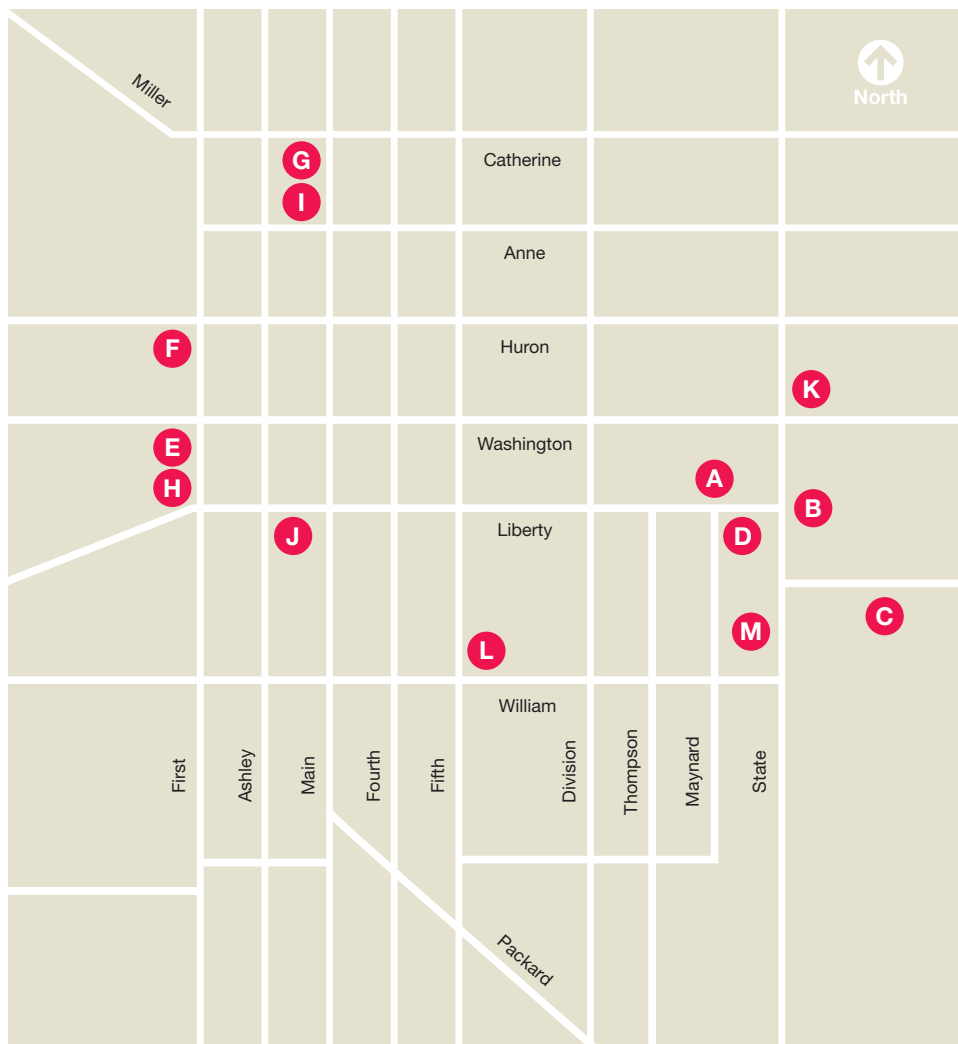 Miller
North
G
Catherine
I
Anne
F
Huron
K
E
Washington
A
H
B
J
Liberty
D
C
M
L
William
First
Ashley
Main
Fourth
Fifth
Division
Thompson
Maynard
State
Packard